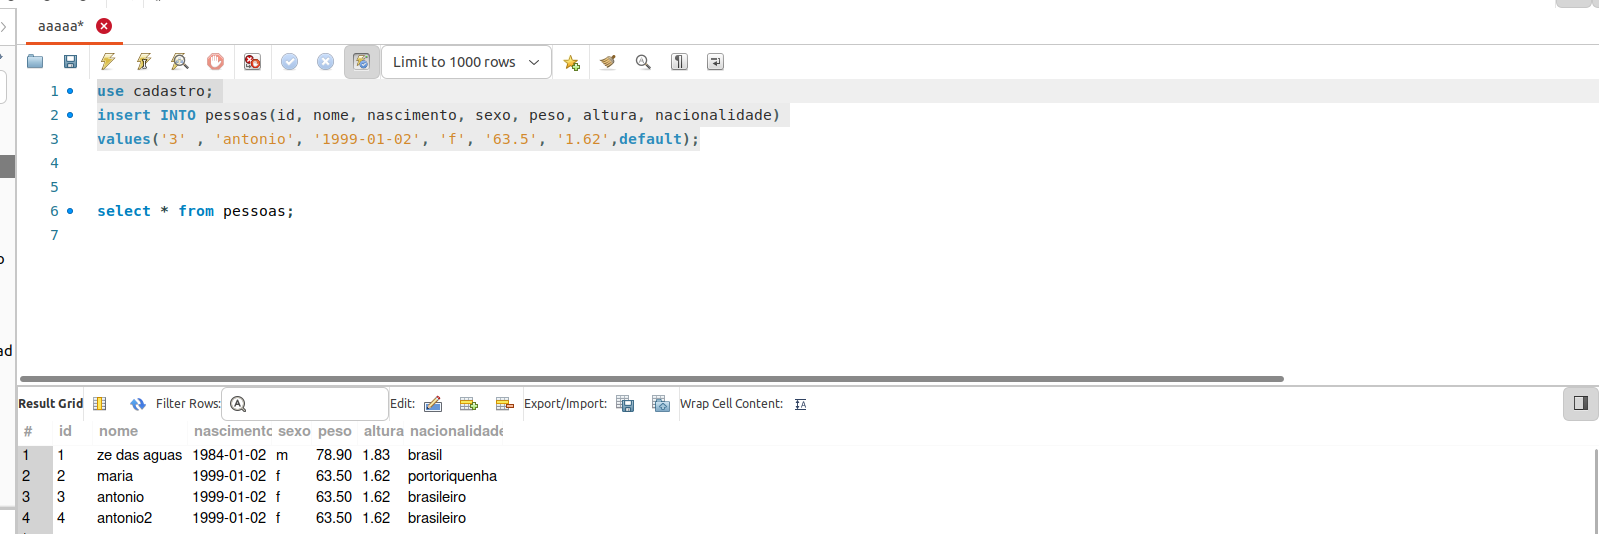 aaaaa*
Limit to 1000 rows
1 use cadastro;
2 insert INTO pessoas(id, nome, nascimento, sexo, peso, altura, nacionalidade)
3 values('3' , 'antonio', '1999-01-02', 'f', '63.5', '1.62',default);
4
5
6 select * from pessoas;
7
ad
Result Grid Filter Rows: Edit: Export/Import: Wrap Cell Content:
# id nome nascimento sexo peso altura nacionalidade
1 1 ze das aguas 1984-01-02 m 78.90 1.83 brasil
2 2 maria 1999-01-02 f 63.50 1.62 portoriquenha
3 3 antonio 1999-01-02 f 63.50 1.62 brasileiro
4 4 antonio2 1999-01-02 f 63.50 1.62 brasileiro